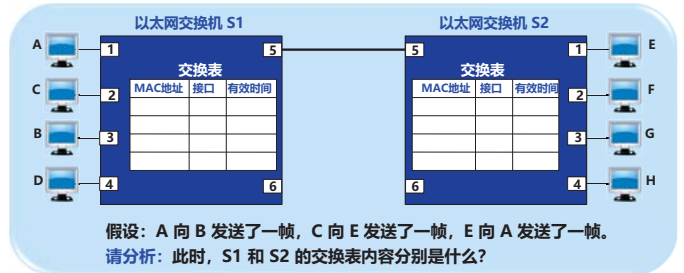 以太网交换机 S1 以太网交换机 S2
A 1 5 5 1 E
交换表 交换表
MAC地址 接口 有效时间 MAC地址 接口 有效时间
C 2 2 F
B 3 3 G
D 4 6 6 4 H
假设：A 向 B 发送了一帧，C 向 E 发送了一帧，E 向 A 发送了一帧。
请分析：此时，S1 和 S2 的交换表内容分别是什么？